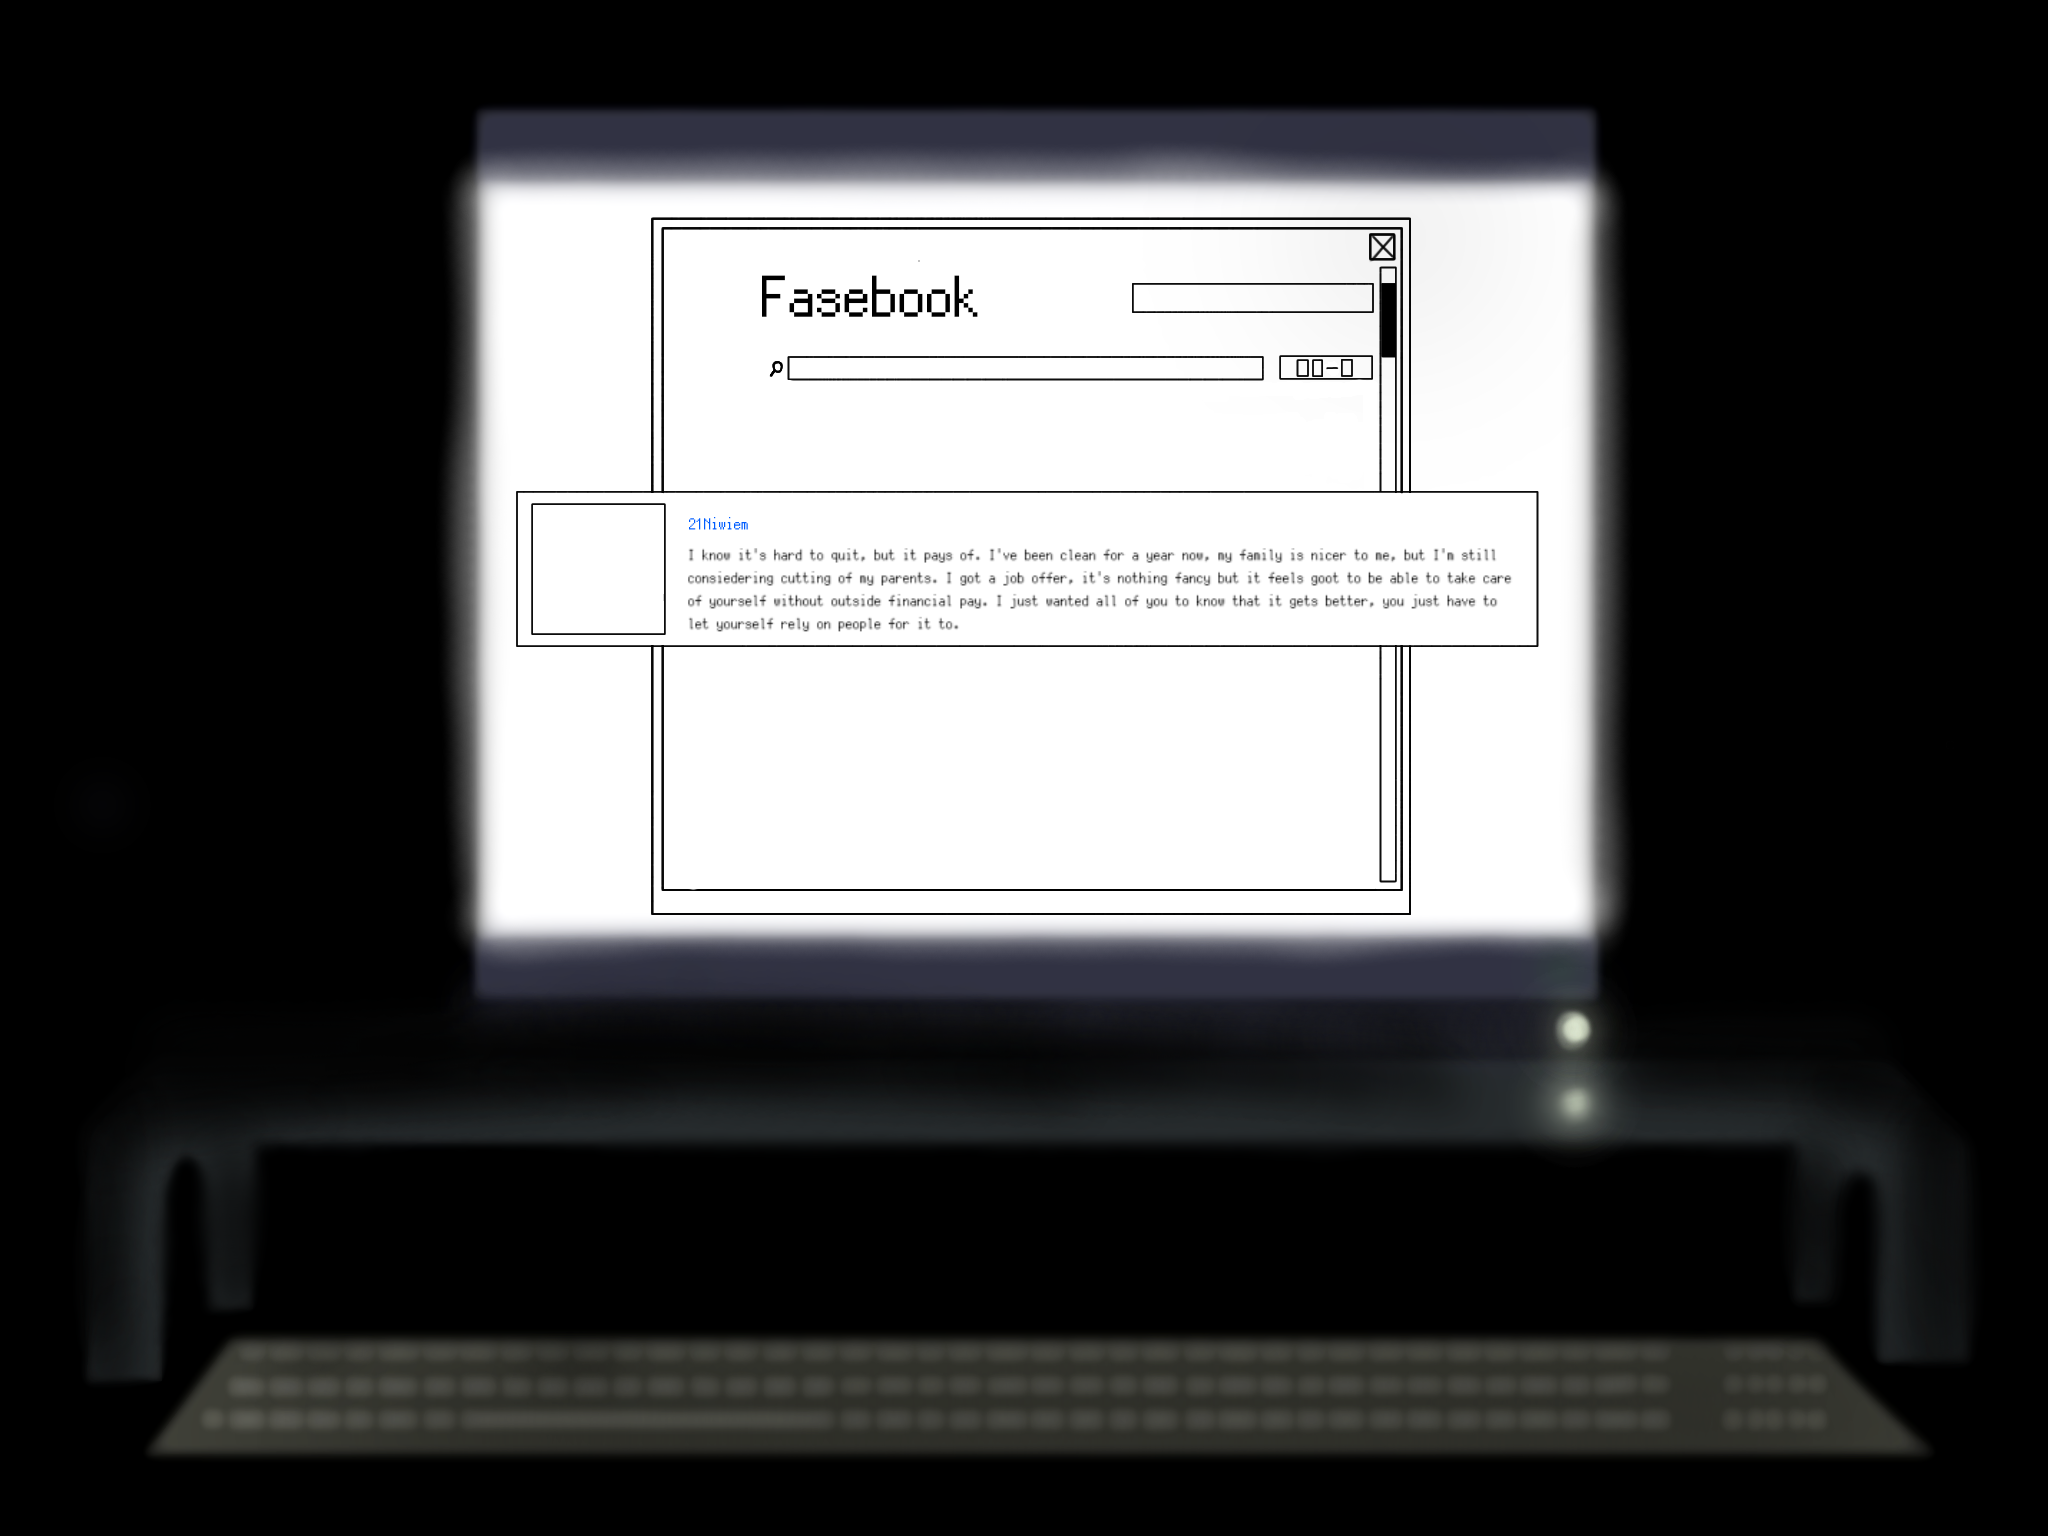 Fasebook
21Niwiem
I know it's hard to quit, but it pays of. I've been clean for a year now, my family is nicer to me, but I'm still
consiedering cutting of my parents. I got a job offer, it's nothing fancy but it feels goot to be able to take care
of yourself without outside financial pay. I just wanted all of you to know that it gets better, you just have to
let yourself rely on people for it to.